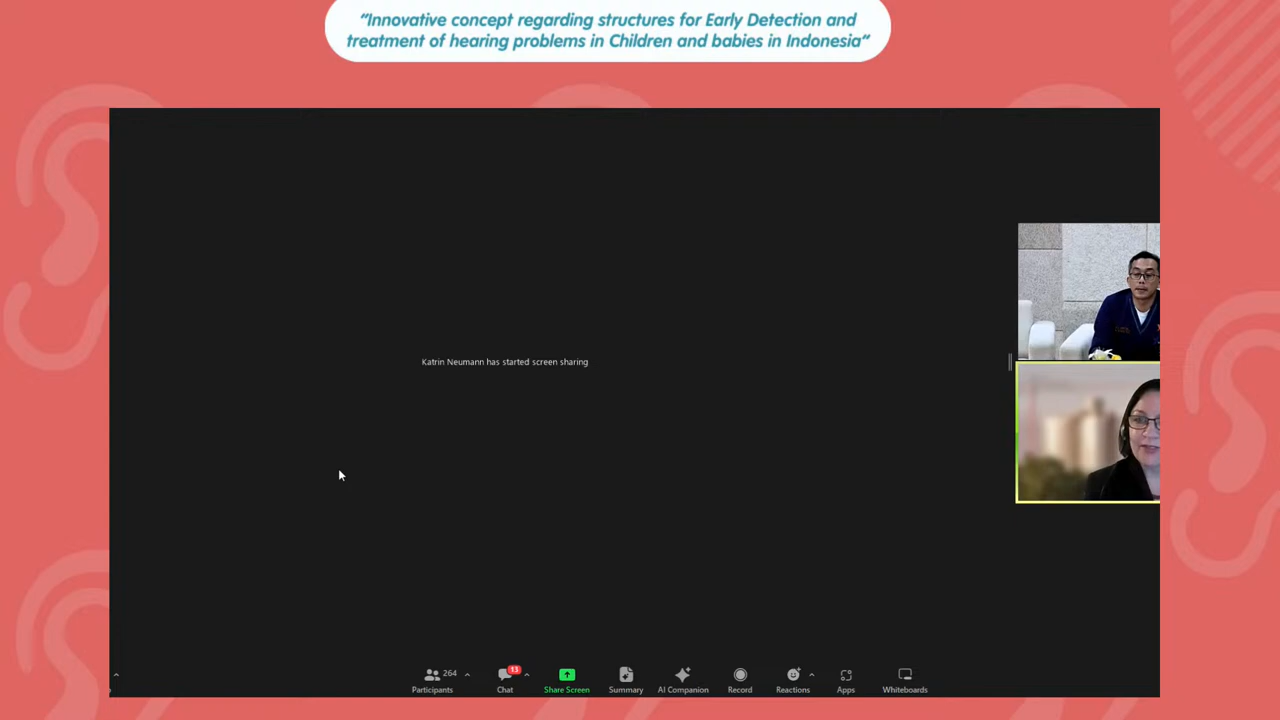 “Innovative concept regarding structures for Early Detection and
treatment of hearing problems in Children and babies in Indonesia“
Katrin Neumann has started screen sharing
264
13
Participants
Chat
Share Screen
Summary
AI Companion
Record
Reactions
Apps
Whiteboards